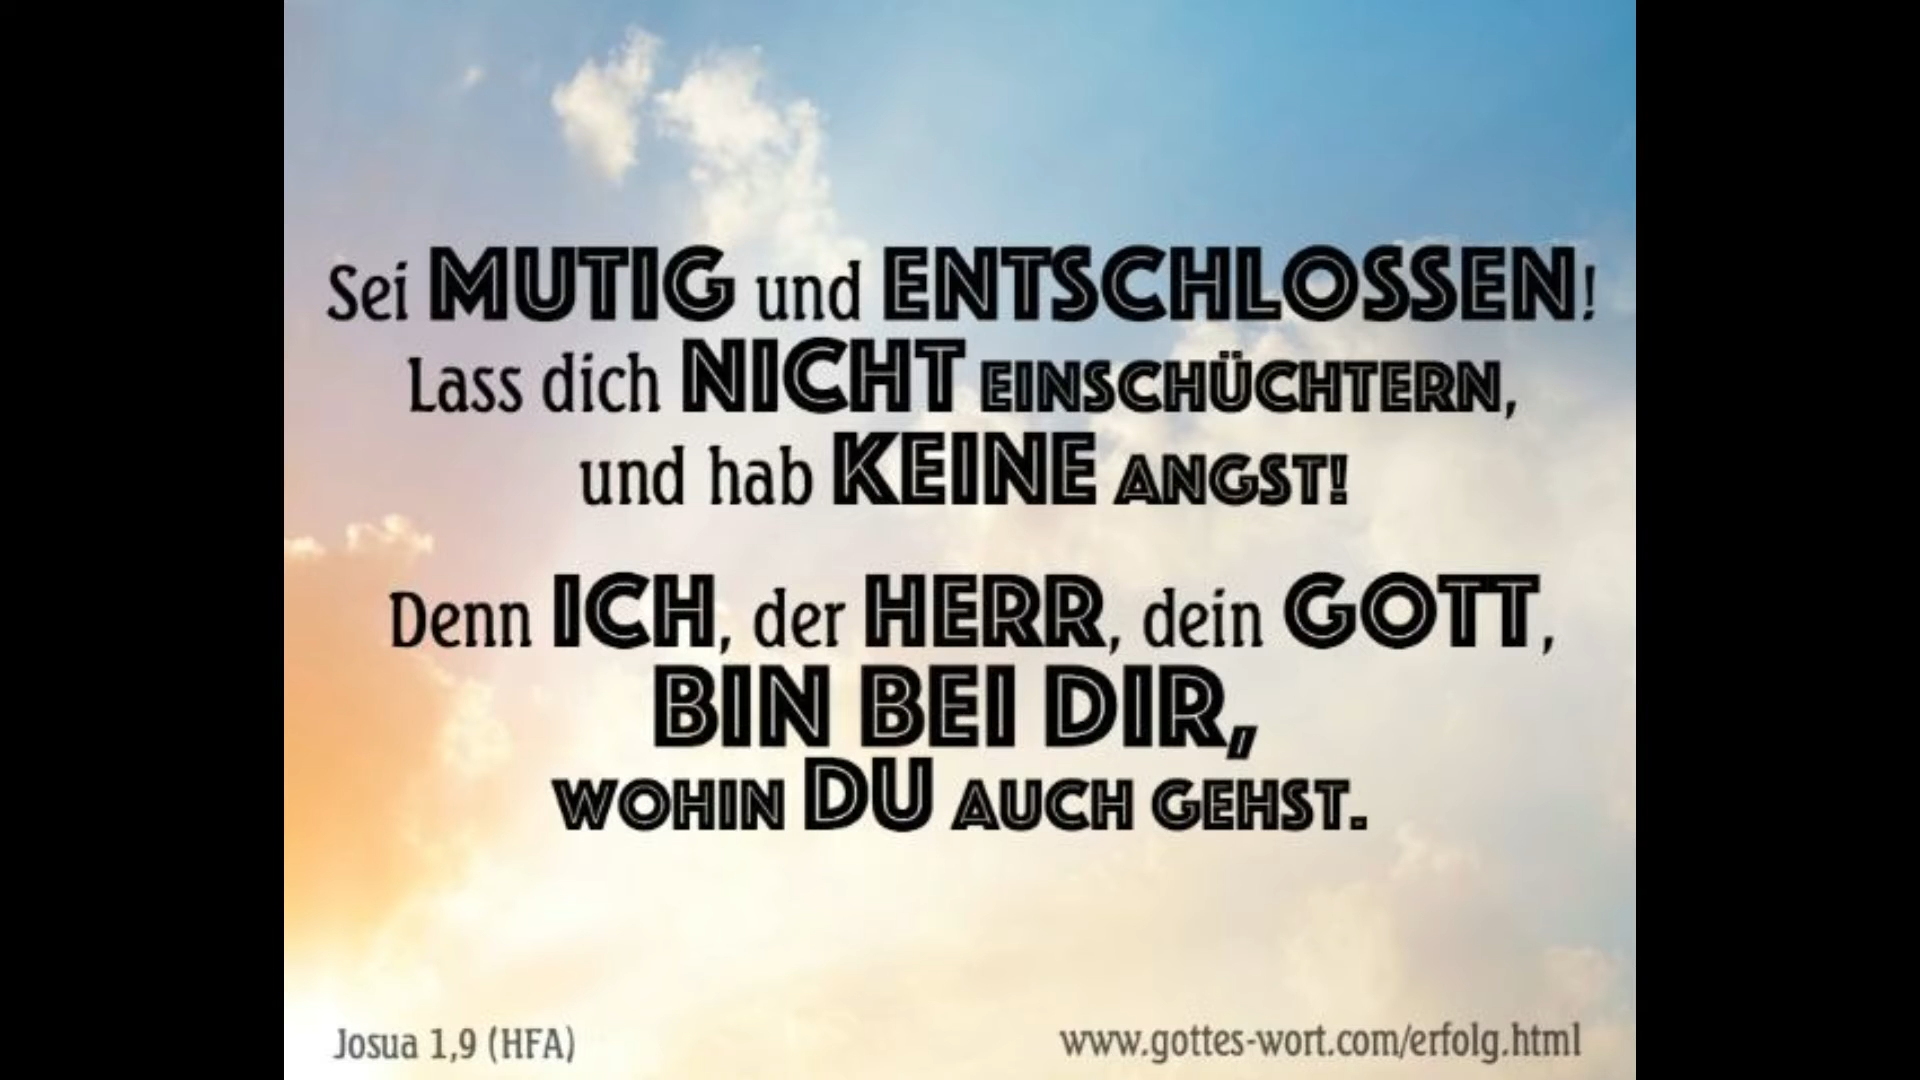 Sei MUTIG und ENTSCHLOSSEN!
Lass dich NICHT EINSCHÜCHTERN,
und hab KEINE ANGST!
Denn ICH, der HERR, dein GOTT,
BIN BEI DIR,
WOHIN DU AUCH GEHST.
Josua 1,9 (HFA)
www.gottes-wort.com/erfolg.html